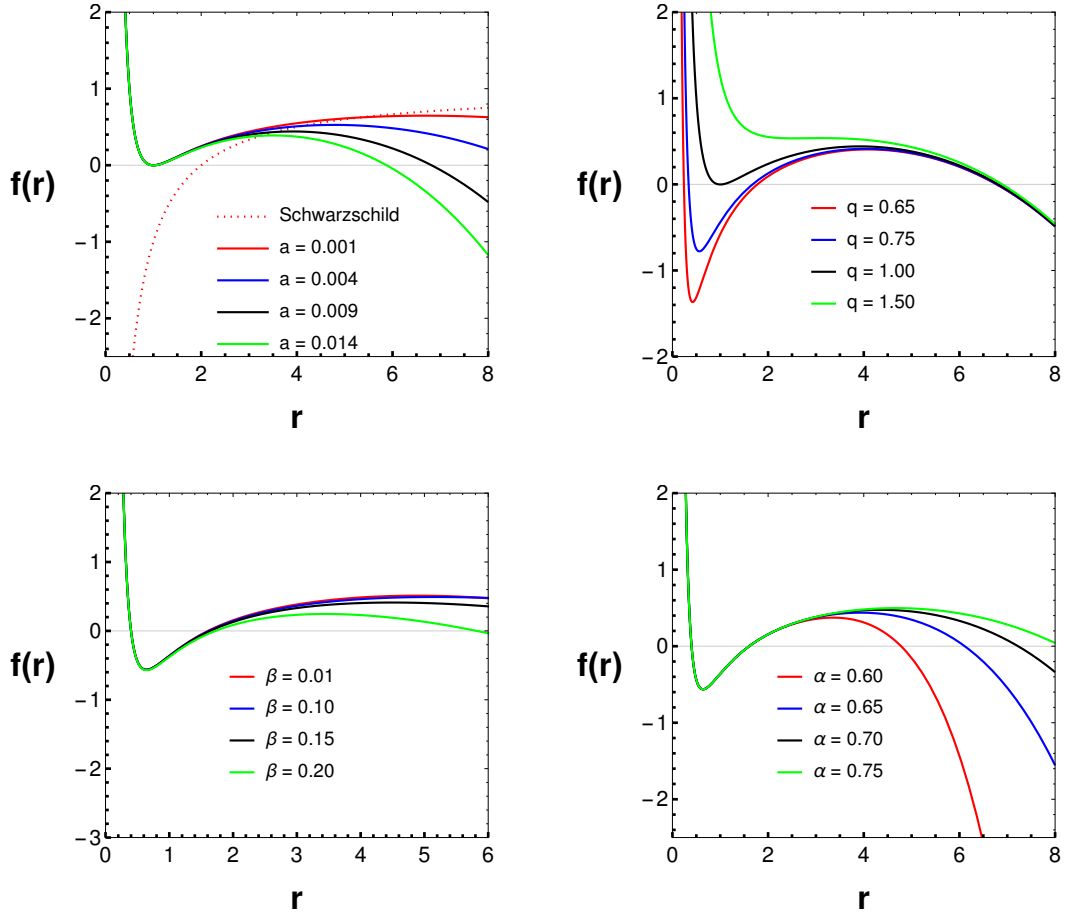 2
1
0
−1
−2
f(r)
Schwarzschild
a = 0.001
a = 0.004
a = 0.009
a = 0.014
0 2 4 6 8
r
2
1
0
−1
−2
f(r)
q = 0.65
q = 0.75
q = 1.00
q = 1.50
0 2 4 6 8
r
2
1
0
−1
−2
−3
f(r)
β = 0.01
β = 0.10
β = 0.15
β = 0.20
0 1 2 3 4 5 6
r
2
1
0
−1
−2
f(r)
α = 0.60
α = 0.65
α = 0.70
α = 0.75
0 2 4 6 8
r